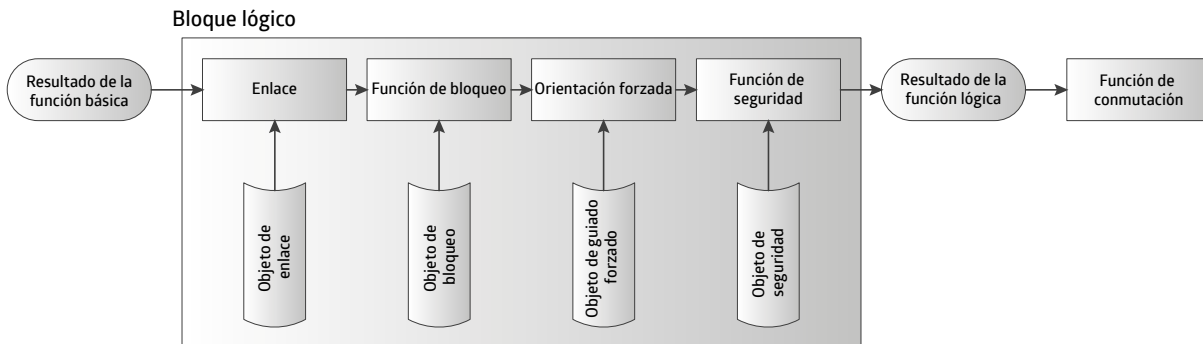 Bloque lógico
Resultado de la
función básica
Enlace
Función de bloqueo
Orientación forzada
Función de
seguridad
Resultado de la
función lógica
Función de
conmutación
Objeto de
enlace
Objeto de
bloqueo
Objeto de guiado
forzado
Objeto de
seguridad